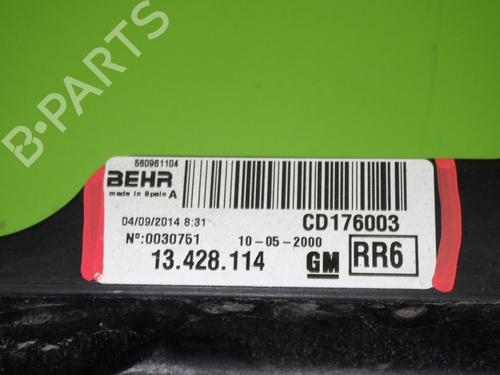 B-PARTS
560961104
BEHR
made in Spain A
04/09/2014 8:31
CD176003
Nº:0030751
10-05-2000
13.428.114
GM
RR6